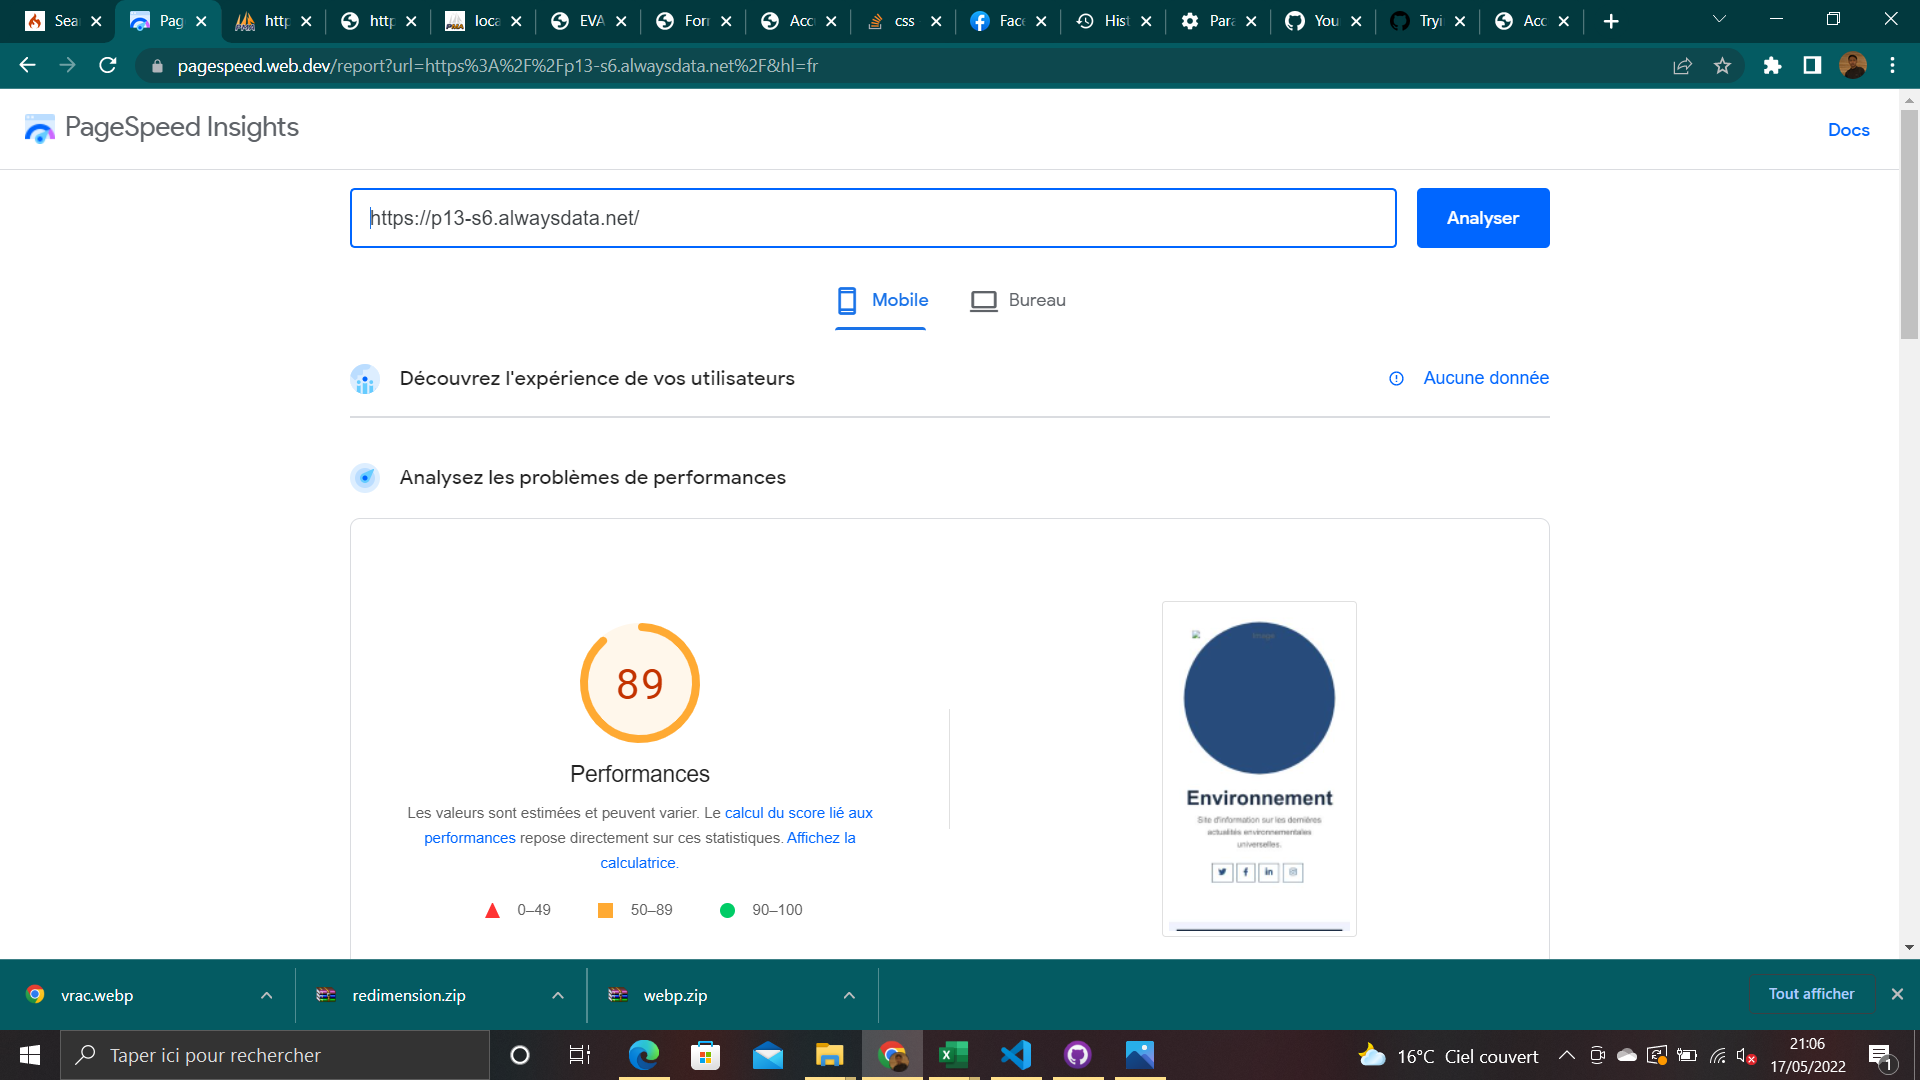 Sea
Pag
http
http
loca
EVA
For
Acc
css
Face
Hist
Para
You
Tryi
Acc
pagespeed.web.dev/report?url=https%3A%2F%2Fp13-s6.alwaysdata.net%2F&hl=fr
PageSpeed Insights
Docs
https://p13-s6.alwaysdata.net/
Analyser
Mobile
Bureau
Découvrez l'expérience de vos utilisateurs
Aucune donnée
Analysez les problèmes de performances
89
Performances
Les valeurs sont estimées et peuvent varier. Le calcul du score lié aux
performances repose directement sur ces statistiques. Affichez la
calculatrice.
0–49
50–89
90–100
Image
Environnement
Site d'information sur les dernières
actualités environnementales
universelles.
vrac.webp
redimension.zip
webp.zip
Tout afficher
Taper ici pour rechercher
16°C Ciel couvert
21:06
17/05/2022
1